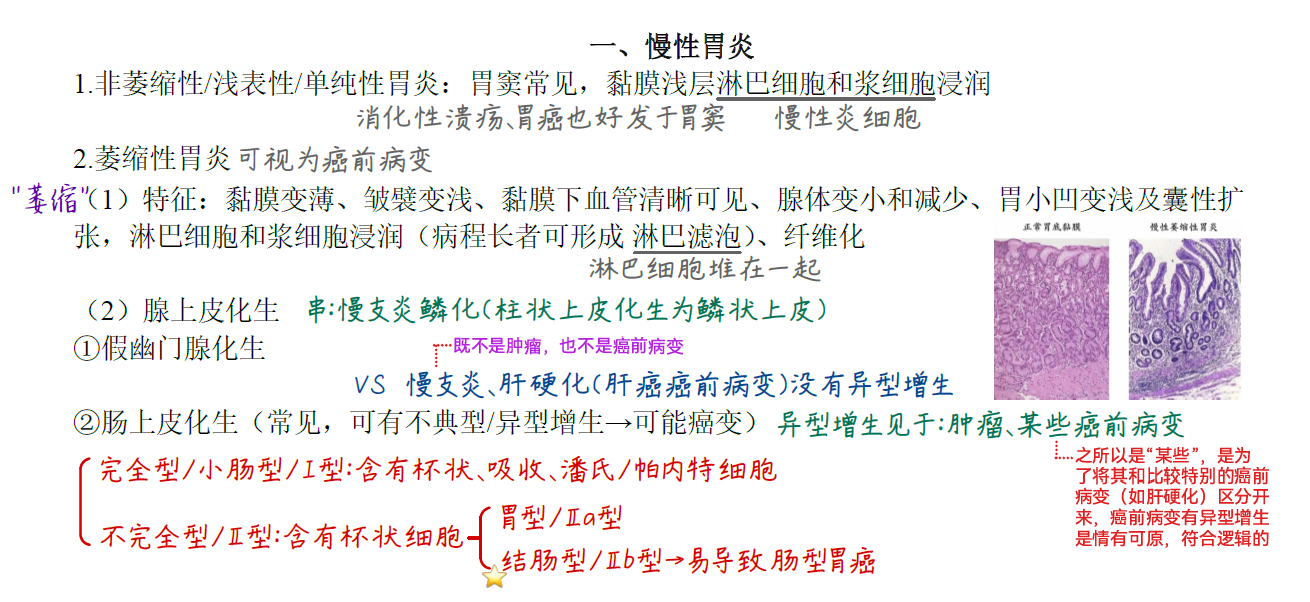 一、慢性胃炎
1.非萎缩性/浅表性/单纯性胃炎：胃窦常见，黏膜浅层淋巴细胞和浆细胞浸润
消化性溃疡、胃癌也好发于胃窦 慢性炎细胞
2.萎缩性胃炎 可视为癌前病变
"萎缩"（1）特征：黏膜变薄、皱襞变浅、黏膜下血管清晰可见、腺体变小和减少、胃小凹变浅及囊性扩
张，淋巴细胞和浆细胞浸润（病程长者可形成 淋巴滤泡）、纤维化
淋巴细胞堆在一起
正常胃底黏膜 慢性萎缩性胃炎
（2）腺上皮化生 串:慢支炎鳞化(柱状上皮化生为鳞状上皮)
①假幽门腺化生
既不是肿瘤，也不是癌前病变
VS 慢支炎、肝硬化(肝癌癌前病变)没有异型增生
②肠上皮化生（常见，可有不典型/异型增生→可能癌变） 异型增生见于:肿瘤、某些癌前病变
完全型/小肠型/I型:含有杯状、吸收、潘氏/帕内特细胞
不完全型/Ⅱ型:含有杯状细胞
胃型/Ⅱa型
结肠型/Ⅱb型→易导致肠型胃癌
之所以是“某些”，是为
了将其和比较特别的癌前
病变（如肝硬化）区分开
来，癌前病变有异型增生
是情有可原，符合逻辑的